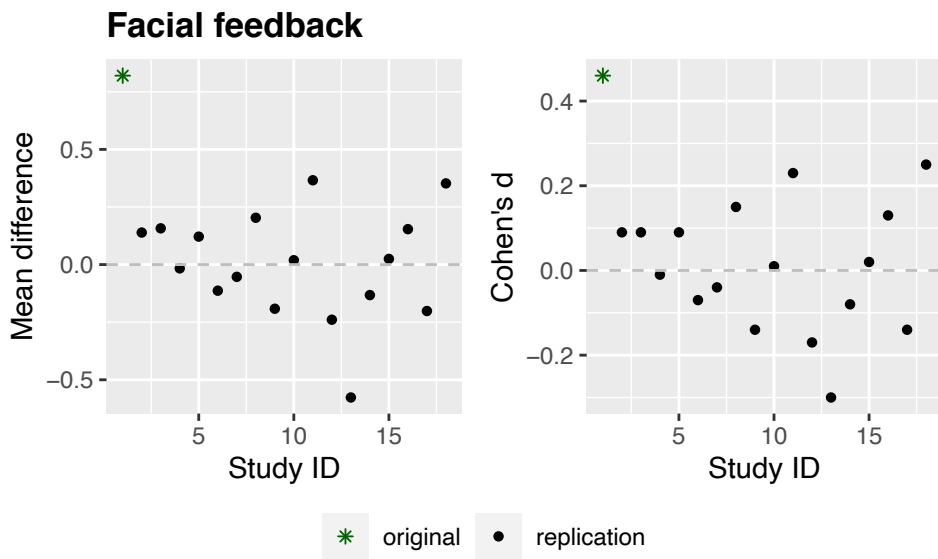 Facial feedback
Mean difference
0.5
0.0
−0.5
5 10 15
Study ID
Cohen's d
0.4
0.2
0.0
−0.2
5 10 15
Study ID
original replication